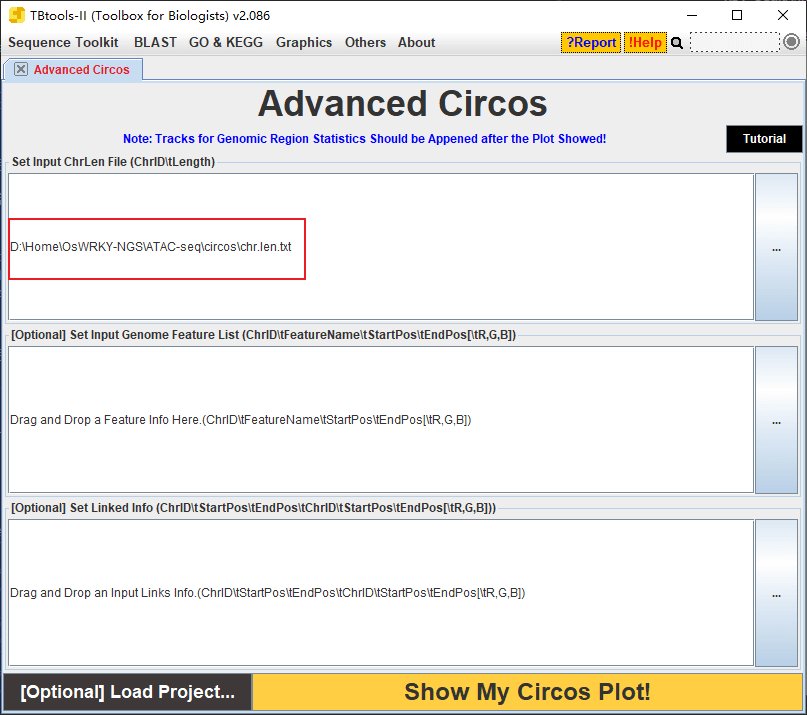 TBtools-II (Toolbox for Biologists) v2.086
Sequence Toolkit BLAST GO & KEGG Graphics Others About ?Report !Help
Advanced Circos
Advanced Circos
Note: Tracks for Genomic Region Statistics Should be Appened after the Plot Showed!
Tutorial
Set Input ChrLen File (ChrID\tLength)
D:\Home\OsWRKY-NGS\ATAC-seq\circos\chr.len.txt
...
[Optional] Set Input Genome Feature List (ChrID\tFeatureName\tStartPos\tEndPos[\tR,G,B])
Drag and Drop a Feature Info Here.(ChrID\tFeatureName\tStartPos\tEndPos[\tR,G,B])
...
[Optional] Set Linked Info (ChrID\tStartPos\tEndPos\tChrID\tStartPos\tEndPos[\tR,G,B]))
Drag and Drop an Input Links Info.(ChrID\tStartPos\tEndPos\tChrID\tStartPos\tEndPos[\tR,G,B])
...
[Optional] Load Project...
Show My Circos Plot!